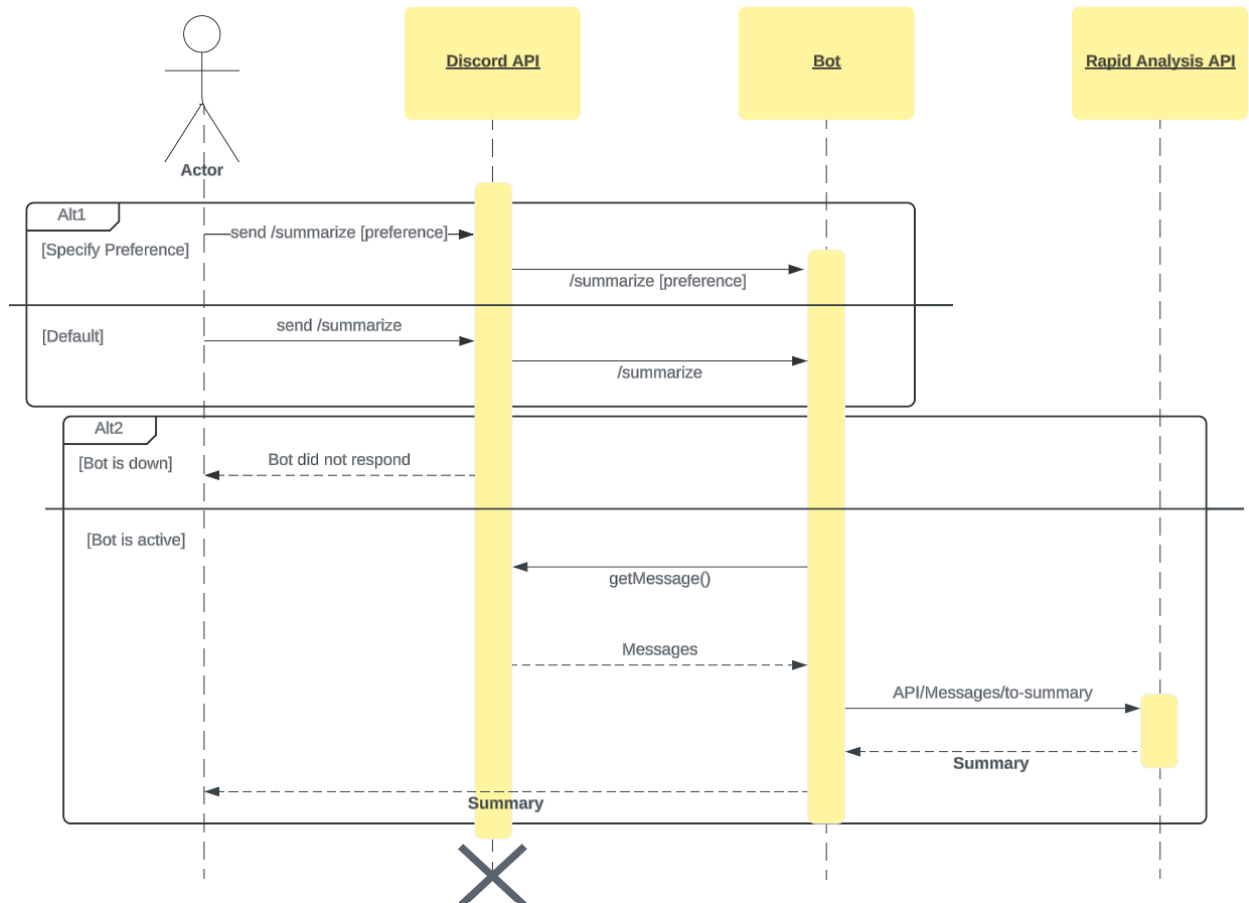 Discord API
Bot
Rapid Analysis API
Actor
Alt1
[Specify Preference]
send /summarize [preference]
/summarize [preference]
[Default]
send /summarize
/summarize
Alt2
[Bot is down]
Bot did not respond
[Bot is active]
getMessage()
Messages
API/Messages/to-summary
Summary
Summary